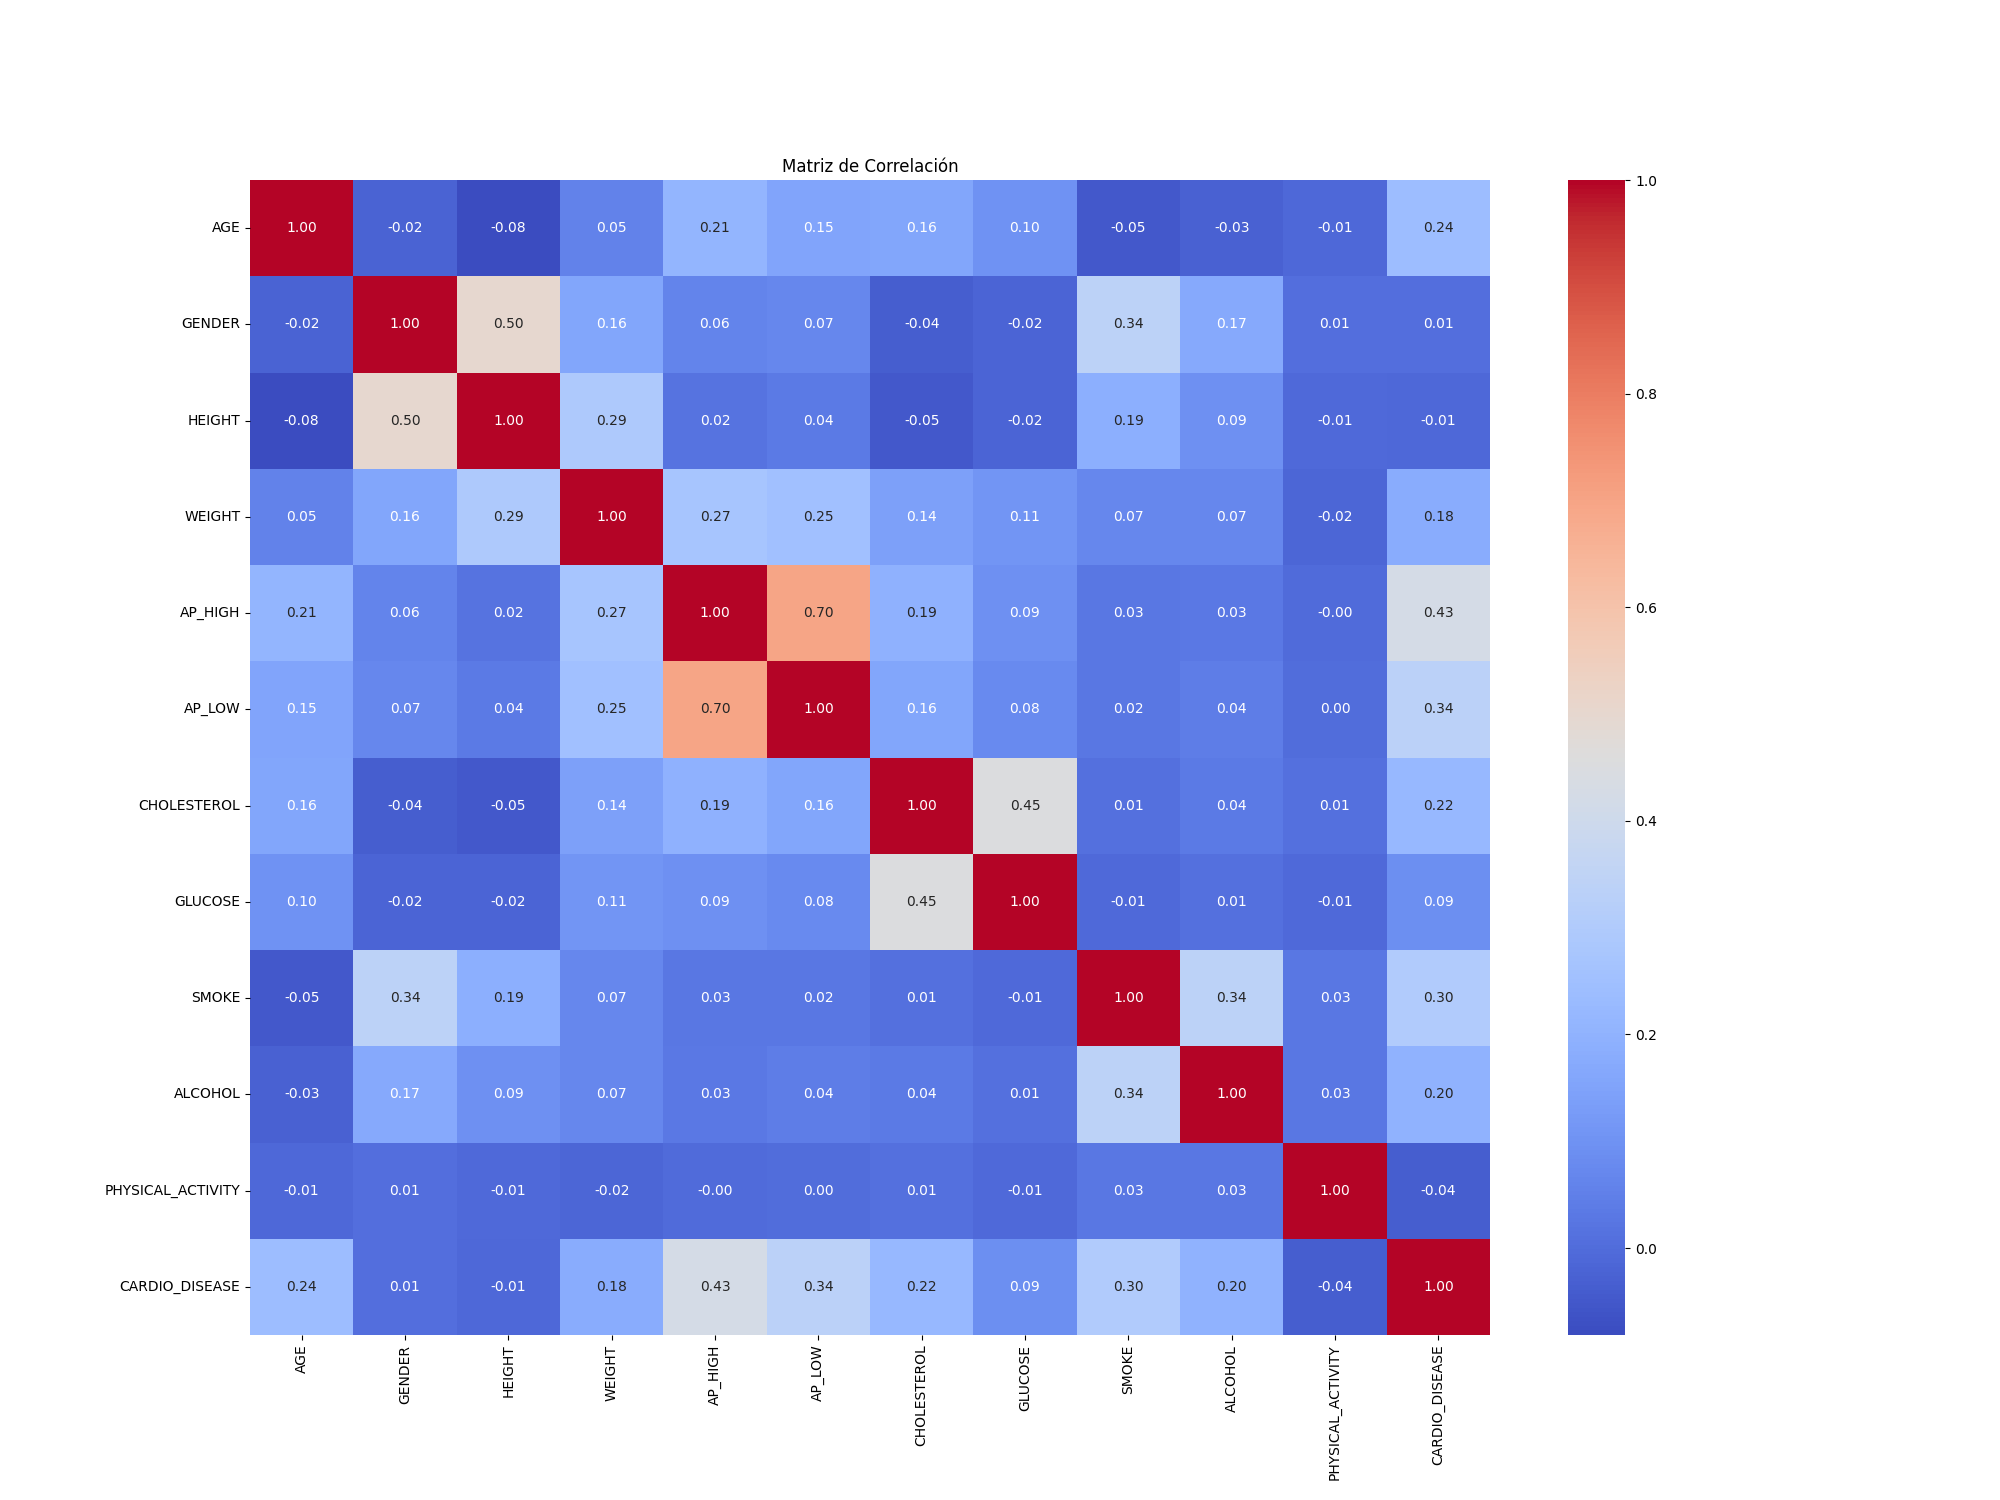 Matriz de Correlación
AGE 1.00 -0.02 -0.08 0.05 0.21 0.15 0.16 0.10 -0.05 -0.03 -0.01 0.24
GENDER -0.02 1.00 0.50 0.16 0.06 0.07 -0.04 -0.02 0.34 0.17 0.01 0.01
HEIGHT -0.08 0.50 1.00 0.29 0.02 0.04 -0.05 -0.02 0.19 0.09 -0.01 -0.01
WEIGHT 0.05 0.16 0.29 1.00 0.27 0.25 0.14 0.11 0.07 0.07 -0.02 0.18
AP_HIGH 0.21 0.06 0.02 0.27 1.00 0.70 0.19 0.09 0.03 0.03 -0.00 0.43
AP_LOW 0.15 0.07 0.04 0.25 0.70 1.00 0.16 0.08 0.02 0.04 0.00 0.34
CHOLESTEROL 0.16 -0.04 -0.05 0.14 0.19 0.16 1.00 0.45 0.01 0.04 0.01 0.22
GLUCOSE 0.10 -0.02 -0.02 0.11 0.09 0.08 0.45 1.00 -0.01 0.01 -0.01 0.09
SMOKE -0.05 0.34 0.19 0.07 0.03 0.02 0.01 -0.01 1.00 0.34 0.03 0.30
ALCOHOL -0.03 0.17 0.09 0.07 0.03 0.04 0.04 0.01 0.34 1.00 0.03 0.20
PHYSICAL_ACTIVITY -0.01 0.01 -0.01 -0.02 -0.00 0.00 0.01 -0.01 0.03 0.03 1.00 -0.04
CARDIO_DISEASE 0.24 0.01 -0.01 0.18 0.43 0.34 0.22 0.09 0.30 0.20 -0.04 1.00
AGE GENDER HEIGHT WEIGHT AP_HIGH AP_LOW CHOLESTEROL GLUCOSE SMOKE ALCOHOL PHYSICAL_ACTIVITY CARDIO_DISEASE
1.0
0.8
0.6
0.4
0.2
0.0